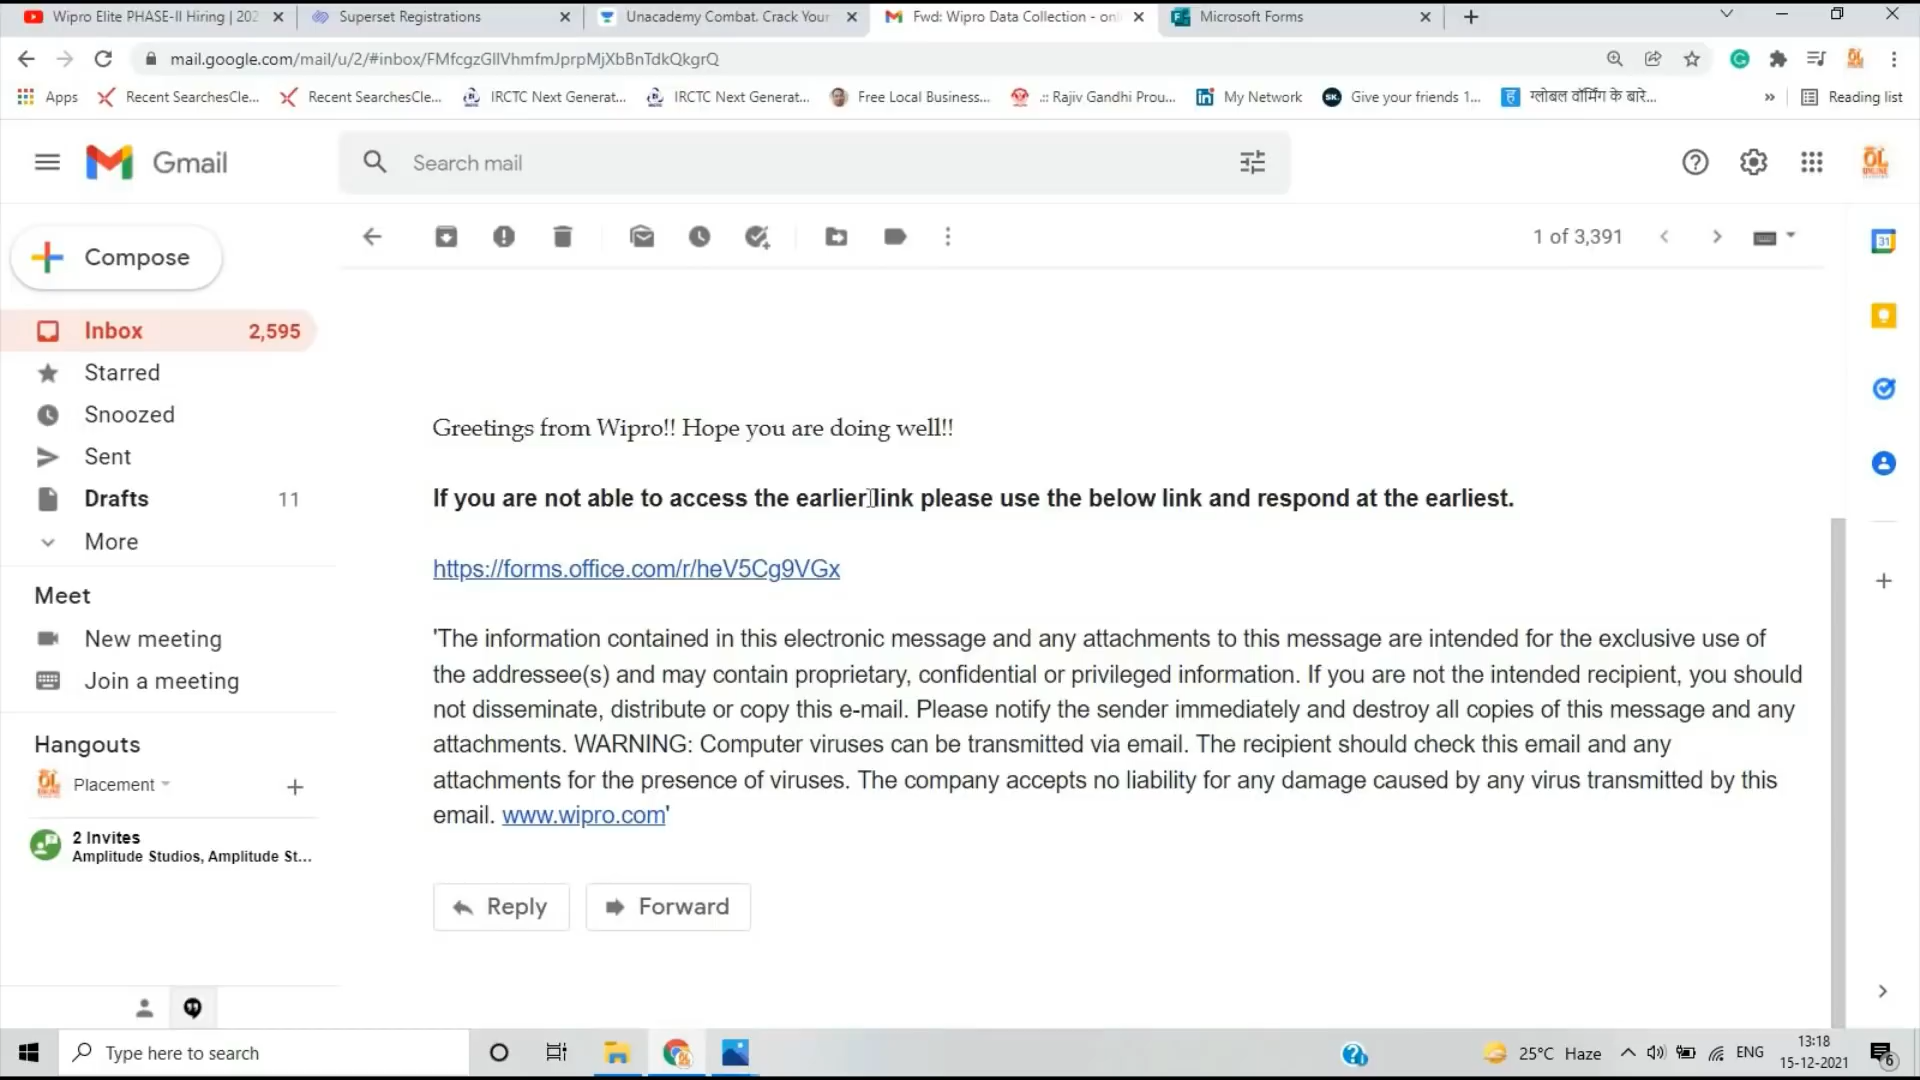 Wipro Elite PHASE-II Hiring | 202
Superset Registrations
Unacademy Combat. Crack Your
Fwd: Wipro Data Collection - onl
Microsoft Forms
mail.google.com/mail/u/2/#inbox/FMfcgzGllVhmfmJprpMjXbBnTdkQkgrQ
Apps
Recent SearchesCle...
Recent SearchesCle...
IRCTC Next Generat...
IRCTC Next Generat...
Free Local Business...
.:: Rajiv Gandhi Prou...
My Network
Give your friends 1...
ग्लोबल वॉर्मिंग के बारे...
»
Reading list
Gmail
Search mail
Compose
1 of 3,391
Inbox 2,595
Starred
Snoozed
Sent
Drafts 11
More
Meet
New meeting
Join a meeting
Hangouts
Placement
2 Invites
Amplitude Studios, Amplitude St...
Greetings from Wipro!! Hope you are doing well!!
If you are not able to access the earlier link please use the below link and respond at the earliest.
https://forms.office.com/r/heV5Cg9VGx
'The information contained in this electronic message and any attachments to this message are intended for the exclusive use of
the addressee(s) and may contain proprietary, confidential or privileged information. If you are not the intended recipient, you should
not disseminate, distribute or copy this e-mail. Please notify the sender immediately and destroy all copies of this message and any
attachments. WARNING: Computer viruses can be transmitted via email. The recipient should check this email and any
attachments for the presence of viruses. The company accepts no liability for any damage caused by any virus transmitted by this
email. www.wipro.com'
Reply
Forward
31
Type here to search
25°C Haze
ENG
13:18
15-12-2021
6